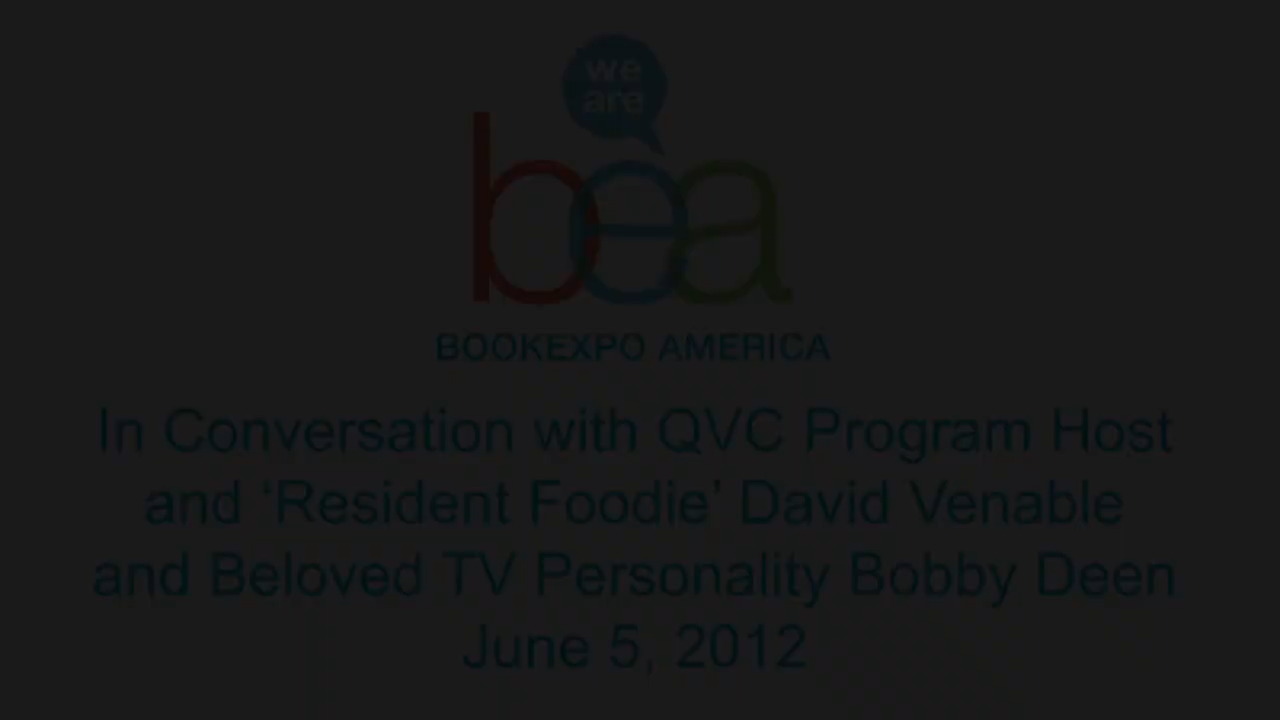 we
are
bea
BOOKEXPO AMERICA
In Conversation with QVC Program Host
and ‘Resident Foodie’ David Venable
and Beloved TV Personality Bobby Deen
June 5, 2012